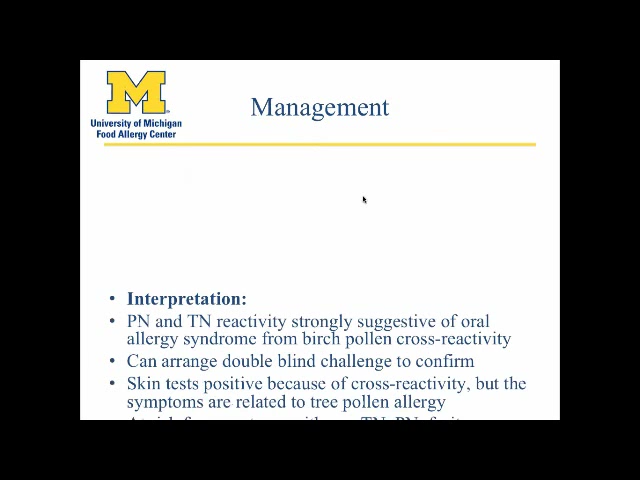 M
University of Michigan
Food Allergy Center
Management
• Interpretation:
• PN and TN reactivity strongly suggestive of oral
allergy syndrome from birch pollen cross-reactivity
• Can arrange double blind challenge to confirm
• Skin tests positive because of cross-reactivity, but the
symptoms are related to tree pollen allergy